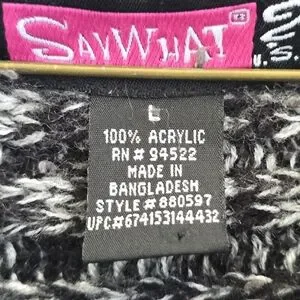 SAYWHAT
L
100% ACRYLIC
RN# 94522
MADE IN
BANGLADESH
STYLE# 880597
UPC#674153144432